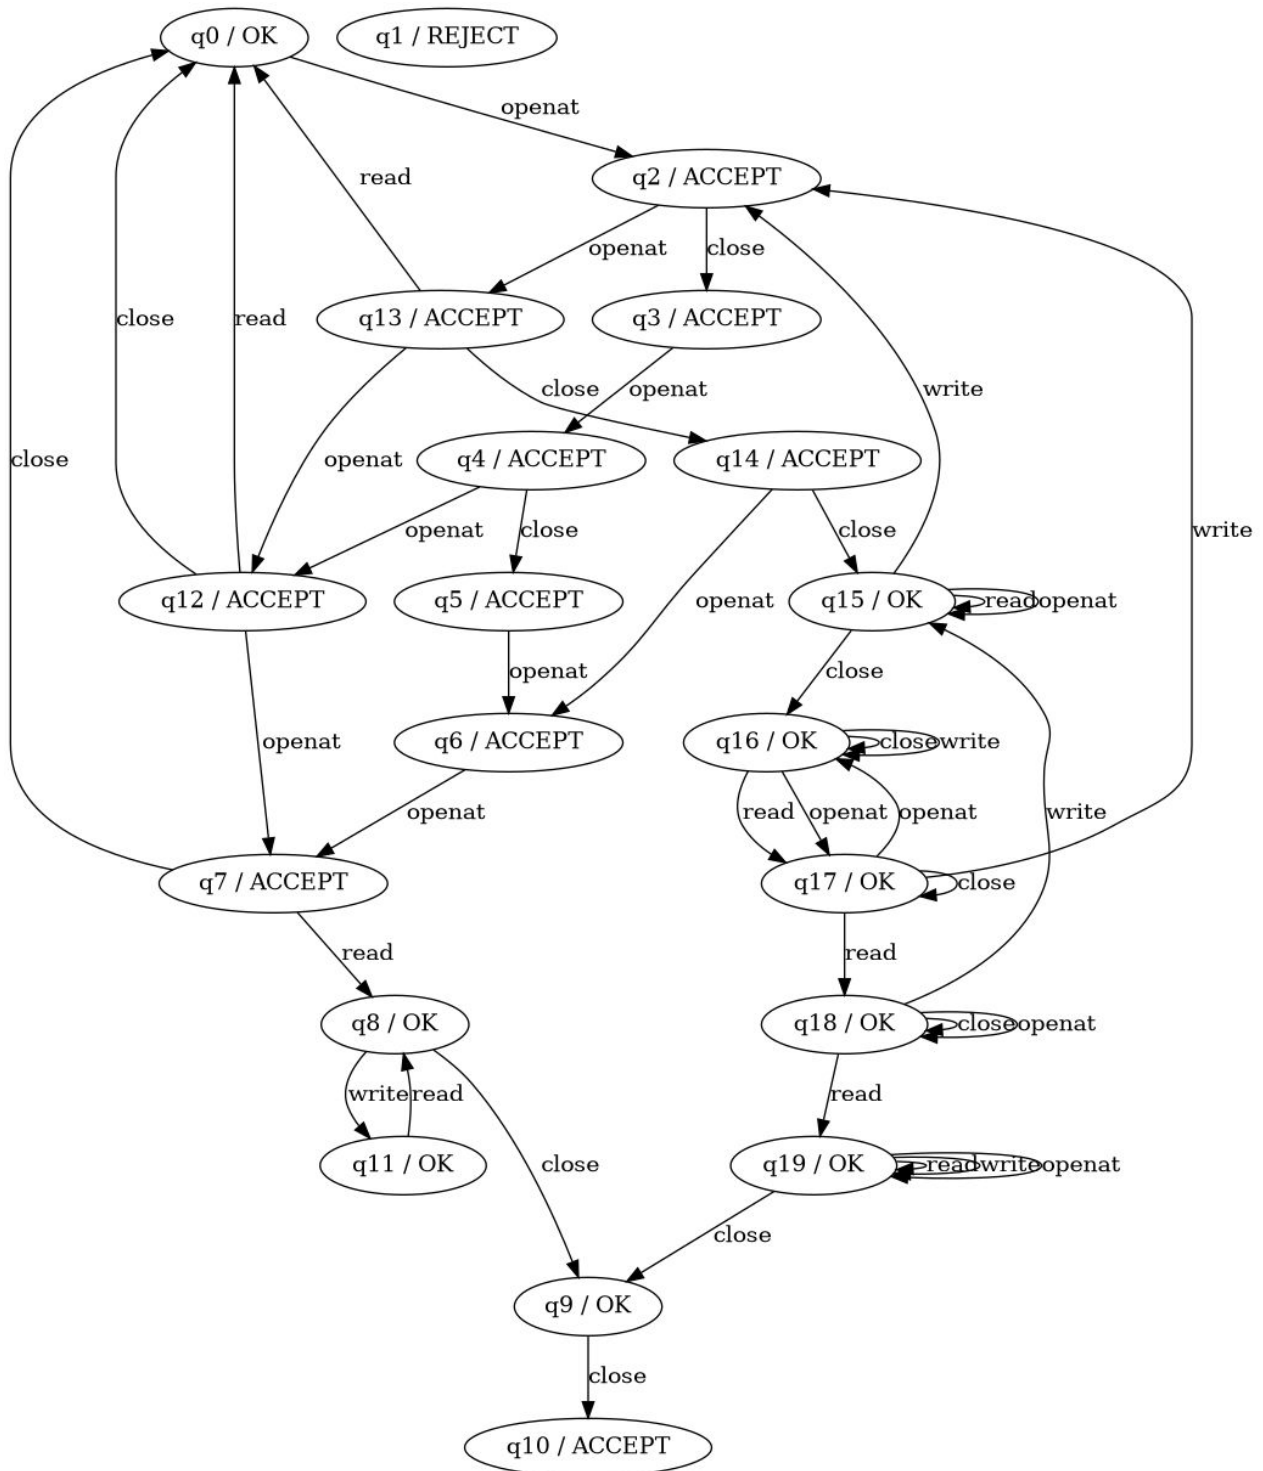 q0 / OK
q1 / REJECT
openat
q2 / ACCEPT
read
openat
close
q13 / ACCEPT
q3 / ACCEPT
close
read
write
close
openat
close
openat
q4 / ACCEPT
q14 / ACCEPT
openat
close
close
write
q12 / ACCEPT
q5 / ACCEPT
openat
q15 / OK
read
openat
openat
close
openat
q6 / ACCEPT
q16 / OK
close
write
openat
read
openat
openat
write
q7 / ACCEPT
q17 / OK
close
read
read
q8 / OK
q18 / OK
close
openat
write
read
read
q11 / OK
close
q19 / OK
read
write
openat
close
q9 / OK
close
q10 / ACCEPT